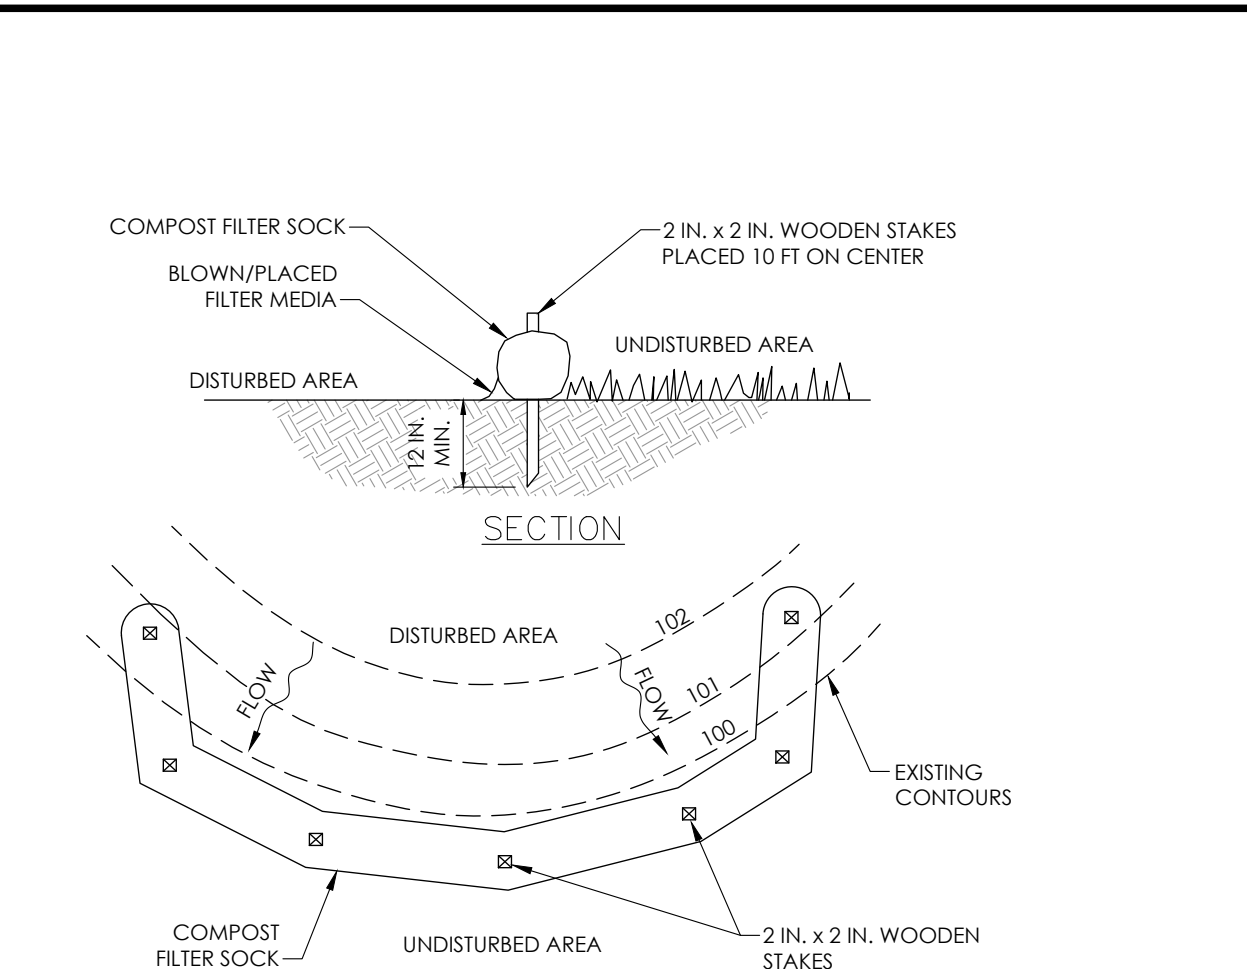 COMPOST FILTER SOCK
2 IN. x 2 IN. WOODEN STAKES
PLACED 10 FT ON CENTER
BLOWN/PLACED
FILTER MEDIA
UNDISTURBED AREA
DISTURBED AREA
12 IN.
MIN.
SECTION
102
DISTURBED AREA
FLOW
FLOW
101
100
EXISTING
CONTOURS
COMPOST
FILTER SOCK
UNDISTURBED AREA
2 IN. x 2 IN. WOODEN
STAKES